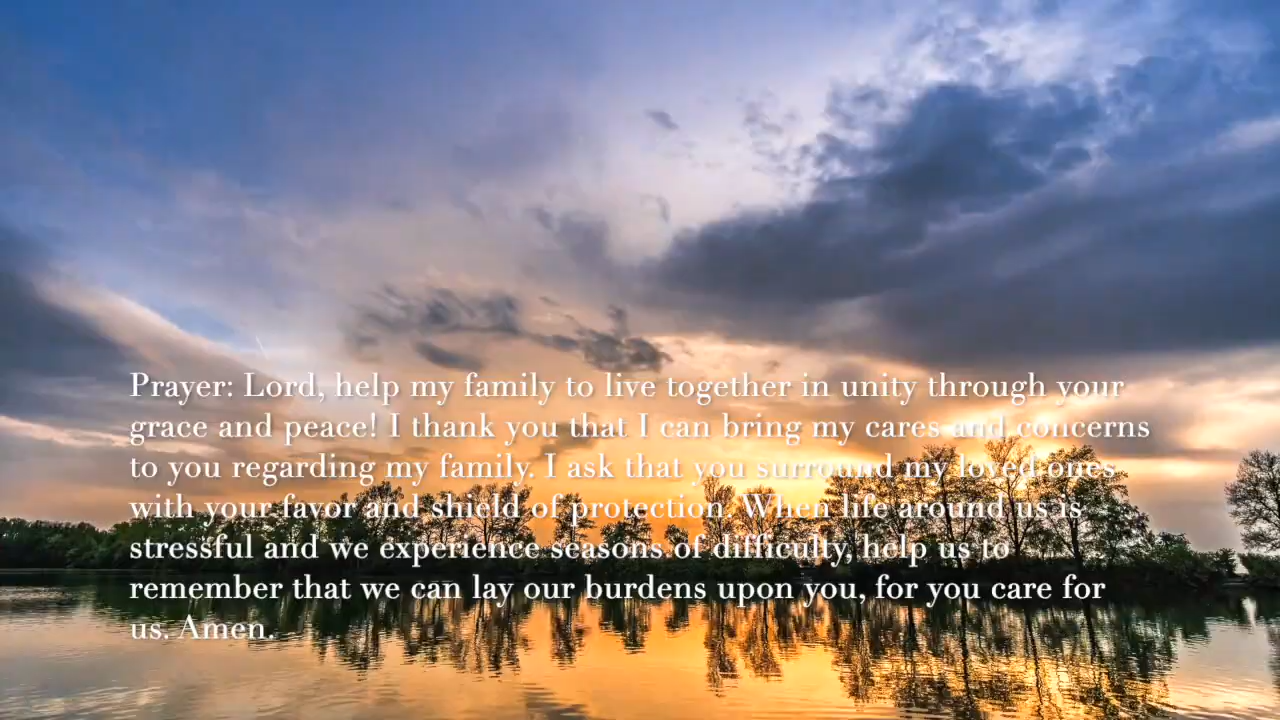 Prayer: Lord, help my family to live together in unity through your
grace and peace! I thank you that I can bring my cares and concerns
to you regarding my family. I ask that you surround my loved ones
with your favor and shield of protection. When life around us is
stressful and we experience seasons of difficulty, help us to
remember that we can lay our burdens upon you, for you care for
us. Amen.